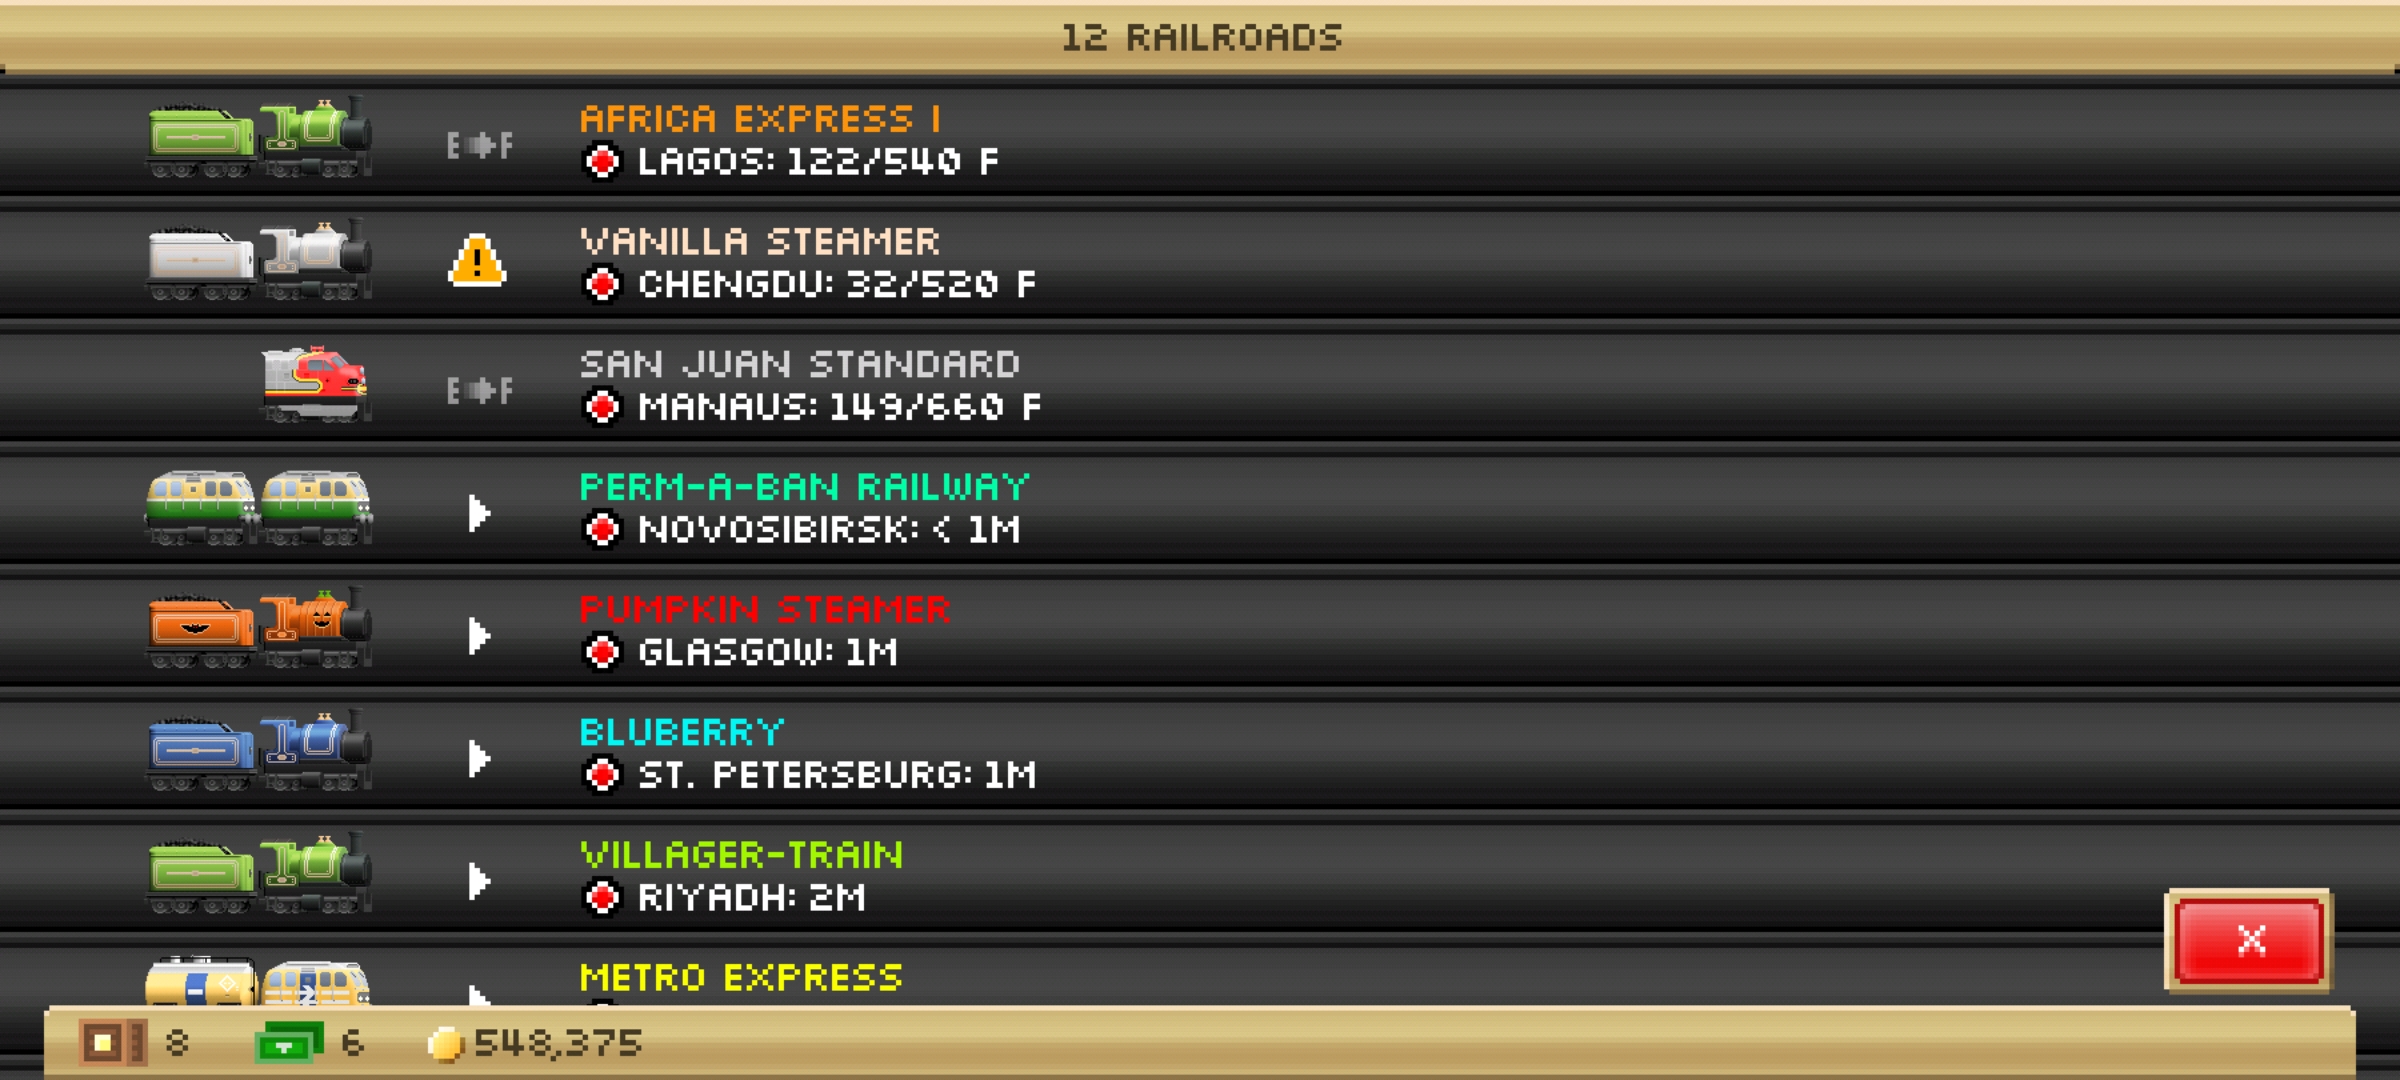 12 RAILROADS
AFRICA EXPRESS I
E F
LAGOS: 122/540 F
VANILLA STEAMER
!
CHENGDU: 32/520 F
SAN JUAN STANDARD
E F
MANAUS: 149/660 F
PERM-A-BAN RAILWAY
NOVOSIBIRSK: < 1M
PUMPKIN STEAMER
GLASGOW: 1M
BLUBERRY
ST. PETERSBURG: 1M
VILLAGER-TRAIN
RIYADH: 2M
X
METRO EXPRESS
8 6 548,375